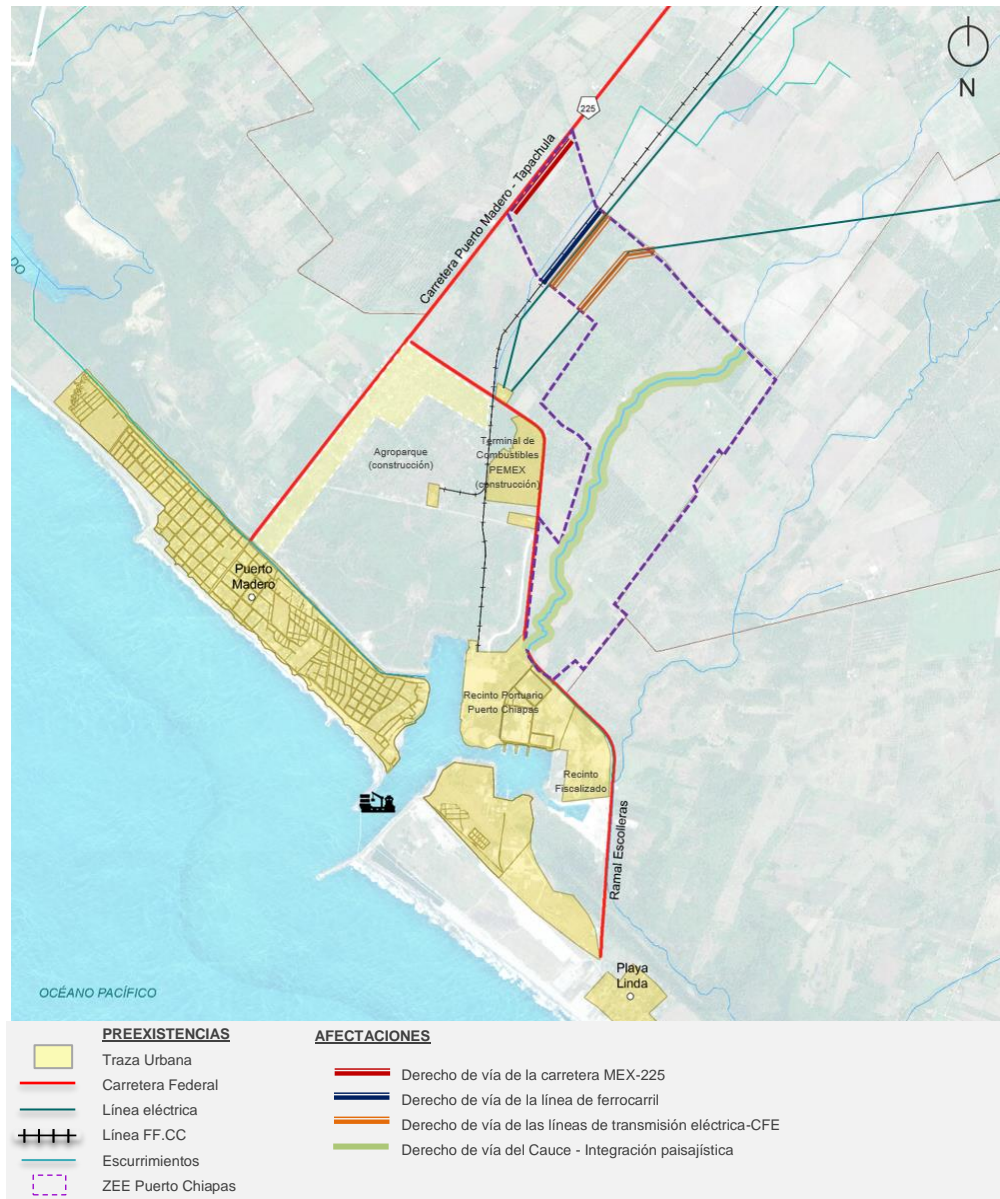 N
225
Carretera Puerto Madero - Tapachula
DO
Agroparque
(construcción)
Terminal de
Combustibles
PEMEX
(construcción)
Puerto
Madero
Recinto Portuario
Puerto Chiapas
Recinto
Fiscalizado
Ramal Escolleras
Playa
Linda
OCÉANO PACÍFICO
PREEXISTENCIAS
Traza Urbana
Carretera Federal
Línea eléctrica
Línea FF.CC
Escurrimientos
ZEE Puerto Chiapas
AFECTACIONES
Derecho de vía de la carretera MEX-225
Derecho de vía de la línea de ferrocarril
Derecho de vía de las líneas de transmisión eléctrica-CFE
Derecho de vía del Cauce - Integración paisajística